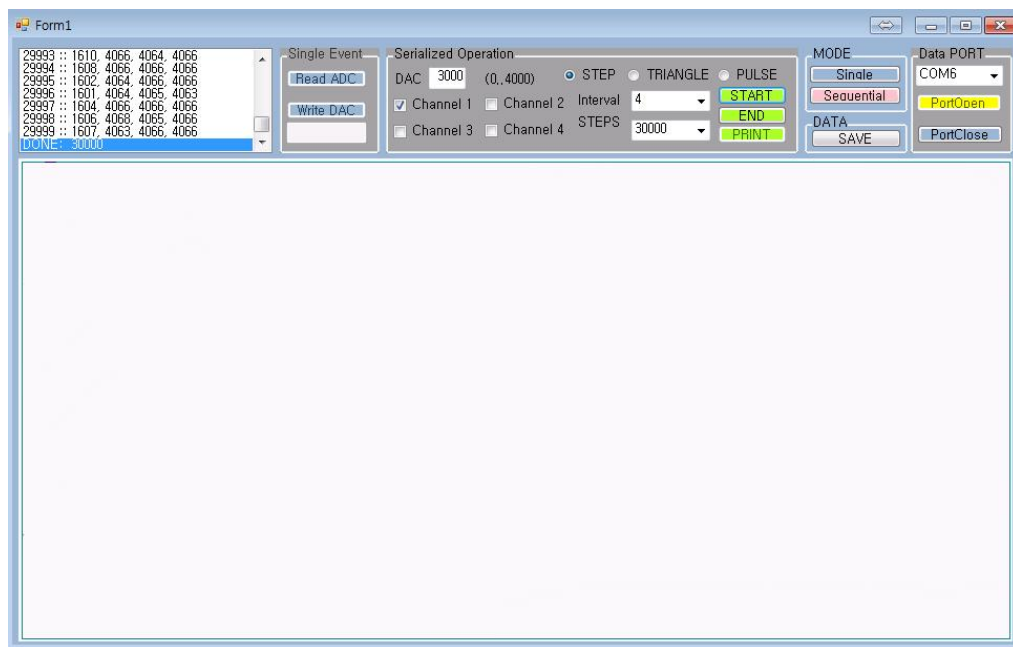 Form1
29993 :: 1610, 4066, 4064, 4066
29994 :: 1608, 4066, 4066, 4066
29995 :: 1602, 4064, 4066, 4066
29996 :: 1601, 4064, 4065, 4063
29997 :: 1604, 4066, 4066, 4066
29998 :: 1606, 4068, 4065, 4066
29999 :: 1607, 4063, 4066, 4066
DONE: 30000
Single Event
Read ADC
Write DAC
Serialized Operation
DAC 3000 (0,.4000) STEP TRIANGLE PULSE
Channel 1 Channel 2 Interval 4 START
Channel 3 Channel 4 STEPS 30000 END
PRINT
MODE
Single
Sequential
DATA
SAVE
Data PORT
COM6
PortOpen
PortClose